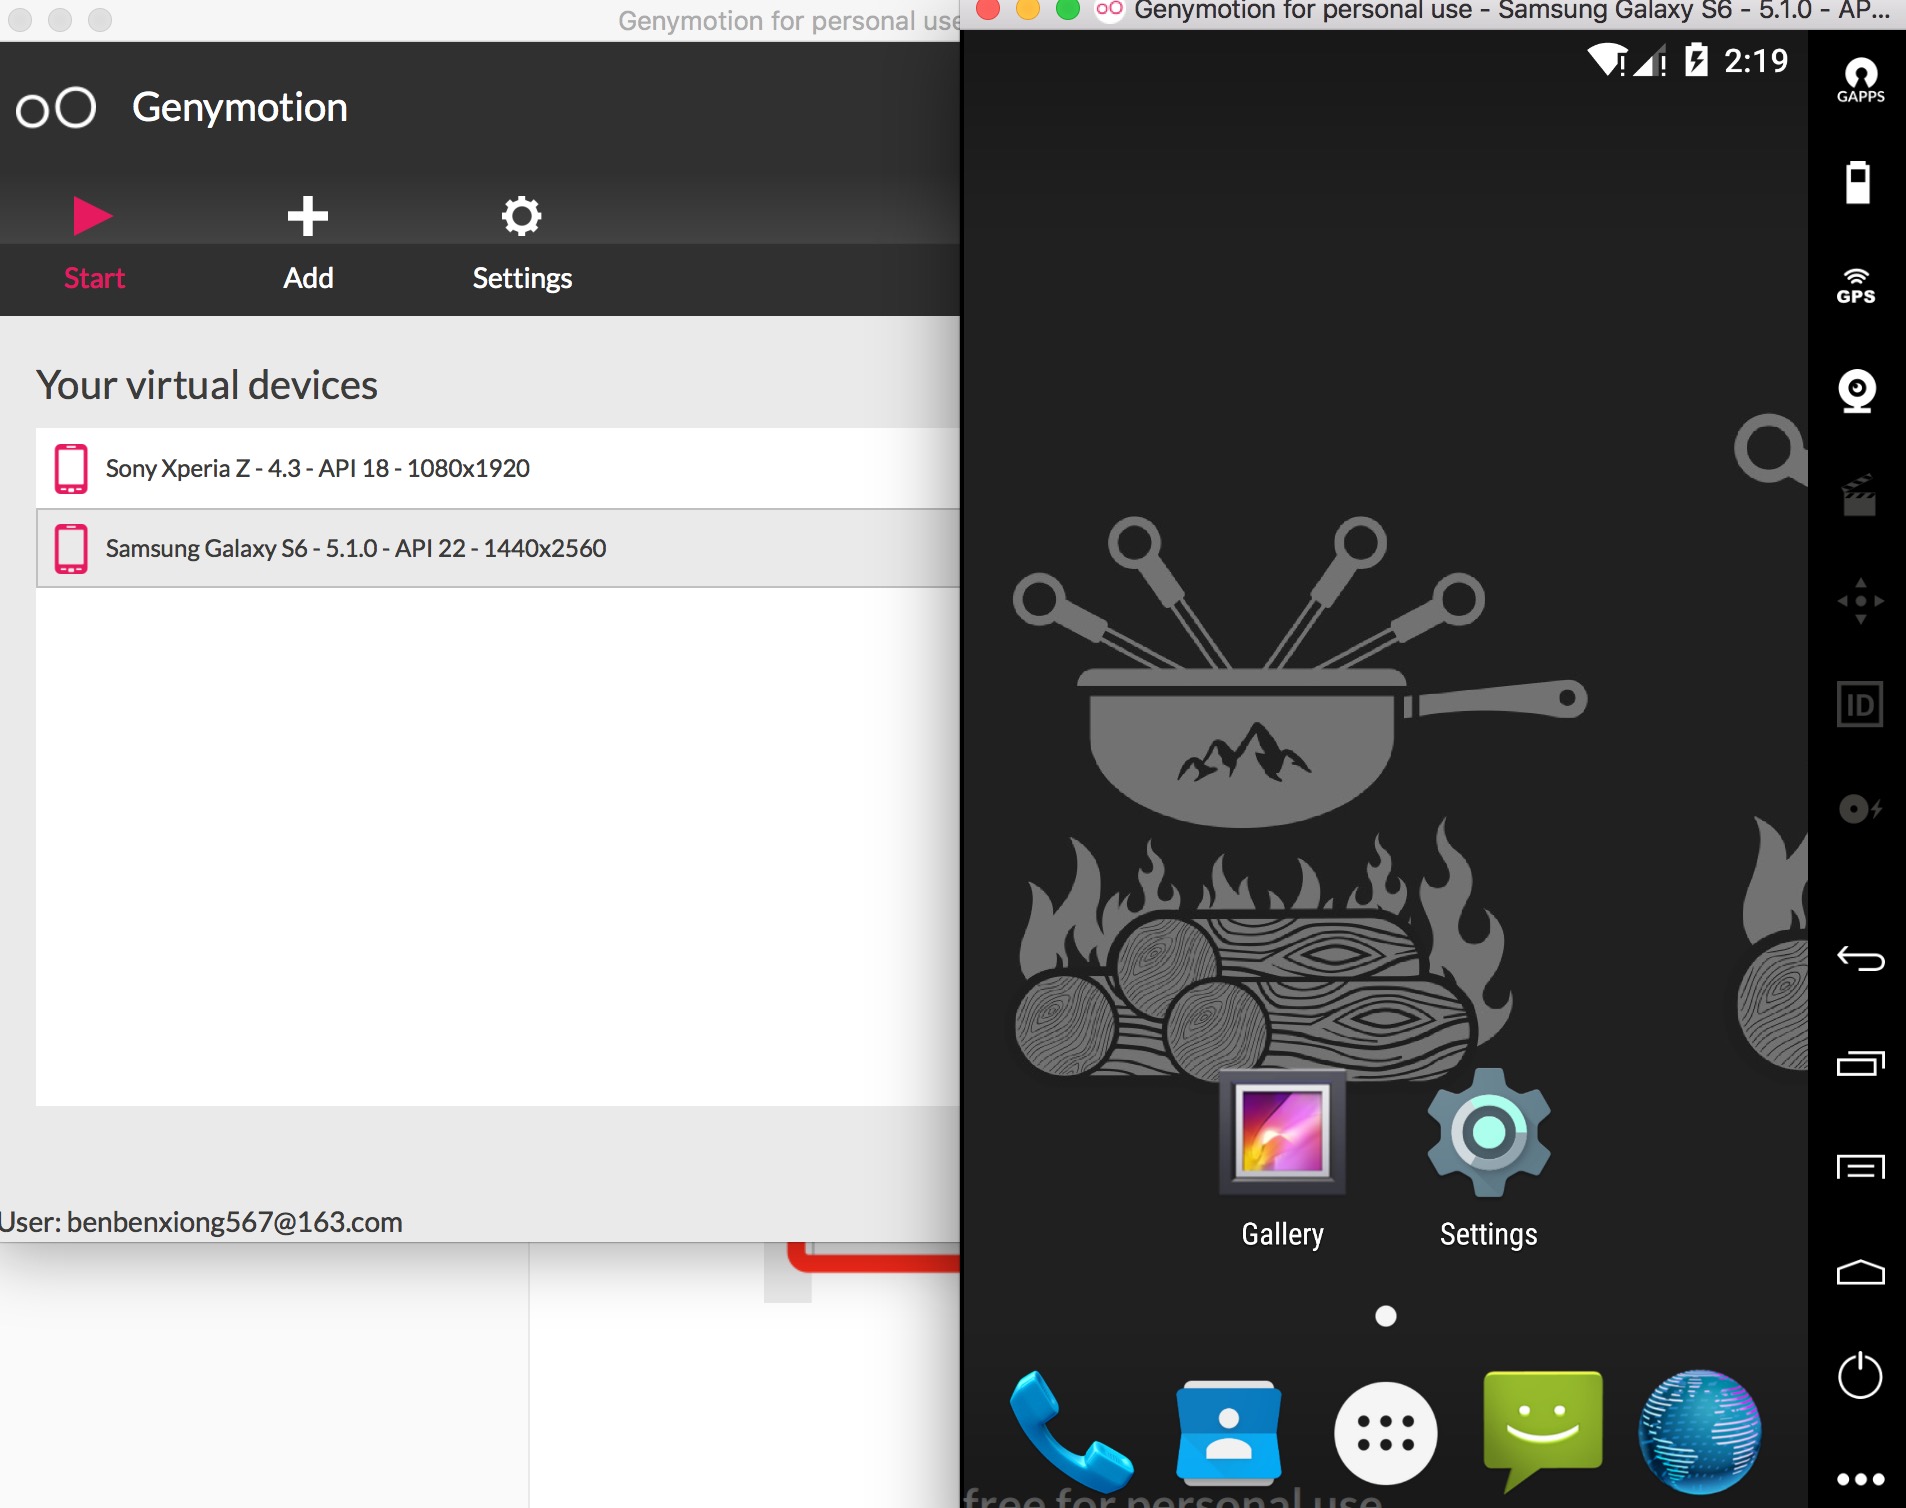 Genymotion for personal use
Genymotion
Start
Add
Settings
Your virtual devices
Sony Xperia Z - 4.3 - API 18 - 1080x1920
Samsung Galaxy S6 - 5.1.0 - API 22 - 1440x2560
User: benbenxiong567@163.com
Genymotion for personal use - Samsung Galaxy S6 - 5.1.0 - AP...
2:19
GAPPS
GPS
ID
Gallery
Settings
free for personal use